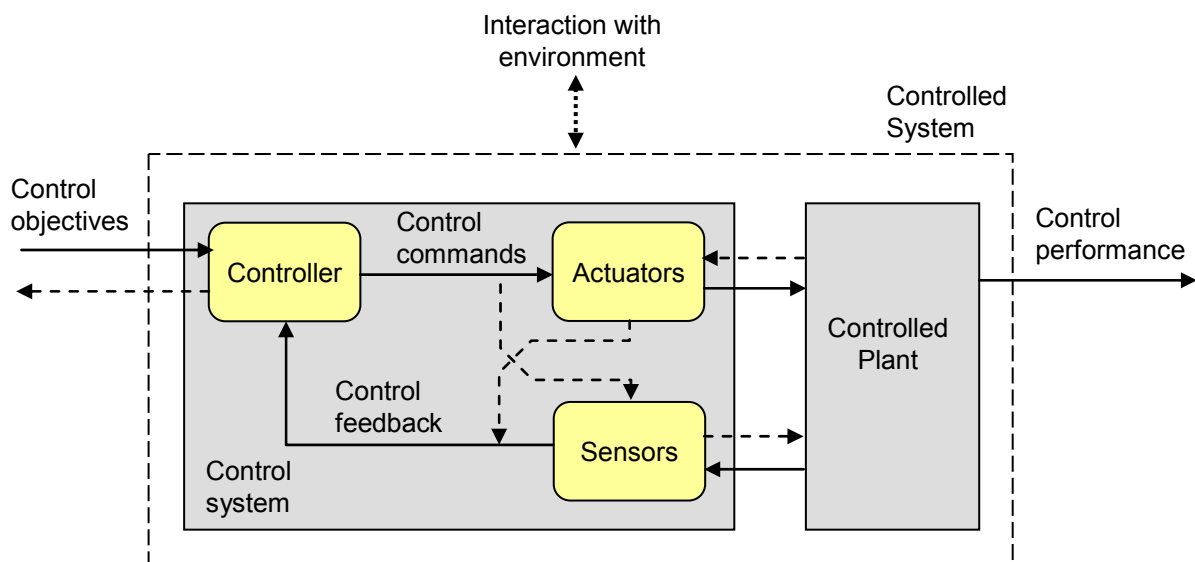 Interaction with
environment
Controlled
System
Control
objectives
Control
commands
Control
performance
Controller
Actuators
Controlled
Plant
Control
feedback
Sensors
Control
system